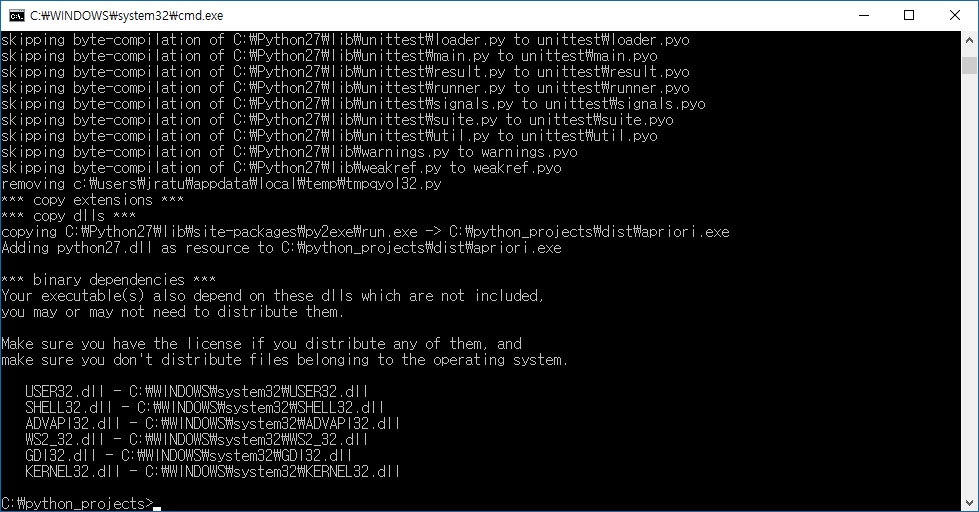 C:₩WINDOWS₩system32₩cmd.exe
skipping byte-compilation of C:₩Python27₩lib₩unittest₩loader.py to unittest₩loader.pyo
skipping byte-compilation of C:₩Python27₩lib₩unittest₩main.py to unittest₩main.pyo
skipping byte-compilation of C:₩Python27₩lib₩unittest₩result.py to unittest₩result.pyo
skipping byte-compilation of C:₩Python27₩lib₩unittest₩runner.py to unittest₩runner.pyo
skipping byte-compilation of C:₩Python27₩lib₩unittest₩signals.py to unittest₩signals.pyo
skipping byte-compilation of C:₩Python27₩lib₩unittest₩suite.py to unittest₩suite.pyo
skipping byte-compilation of C:₩Python27₩lib₩unittest₩util.py to unittest₩util.pyo
skipping byte-compilation of C:₩Python27₩lib₩warnings.py to warnings.pyo
skipping byte-compilation of C:₩Python27₩lib₩weakref.py to weakref.pyo
removing c:₩users₩jratu₩appdata₩local₩temp₩tmpqyol32.py
*** copy extensions ***
*** copy dlls ***
copying C:₩Python27₩lib₩site-packages₩py2exe₩run.exe -> C:₩python_projects₩dist₩apriori.exe
Adding python27.dll as resource to C:₩python_projects₩dist₩apriori.exe
*** binary dependencies ***
Your executable(s) also depend on these dlls which are not included,
you may or may not need to distribute them.
Make sure you have the license if you distribute any of them, and
make sure you don't distribute files belonging to the operating system.
USER32.dll - C:₩WINDOWS₩system32₩USER32.dll
SHELL32.dll - C:₩WINDOWS₩system32₩SHELL32.dll
ADVAPI32.dll - C:₩WINDOWS₩system32₩ADVAPI32.dll
WS2_32.dll - C:₩WINDOWS₩system32₩WS2_32.dll
GDI32.dll - C:₩WINDOWS₩system32₩GDI32.dll
KERNEL32.dll - C:₩WINDOWS₩system32₩KERNEL32.dll
C:₩python_projects>